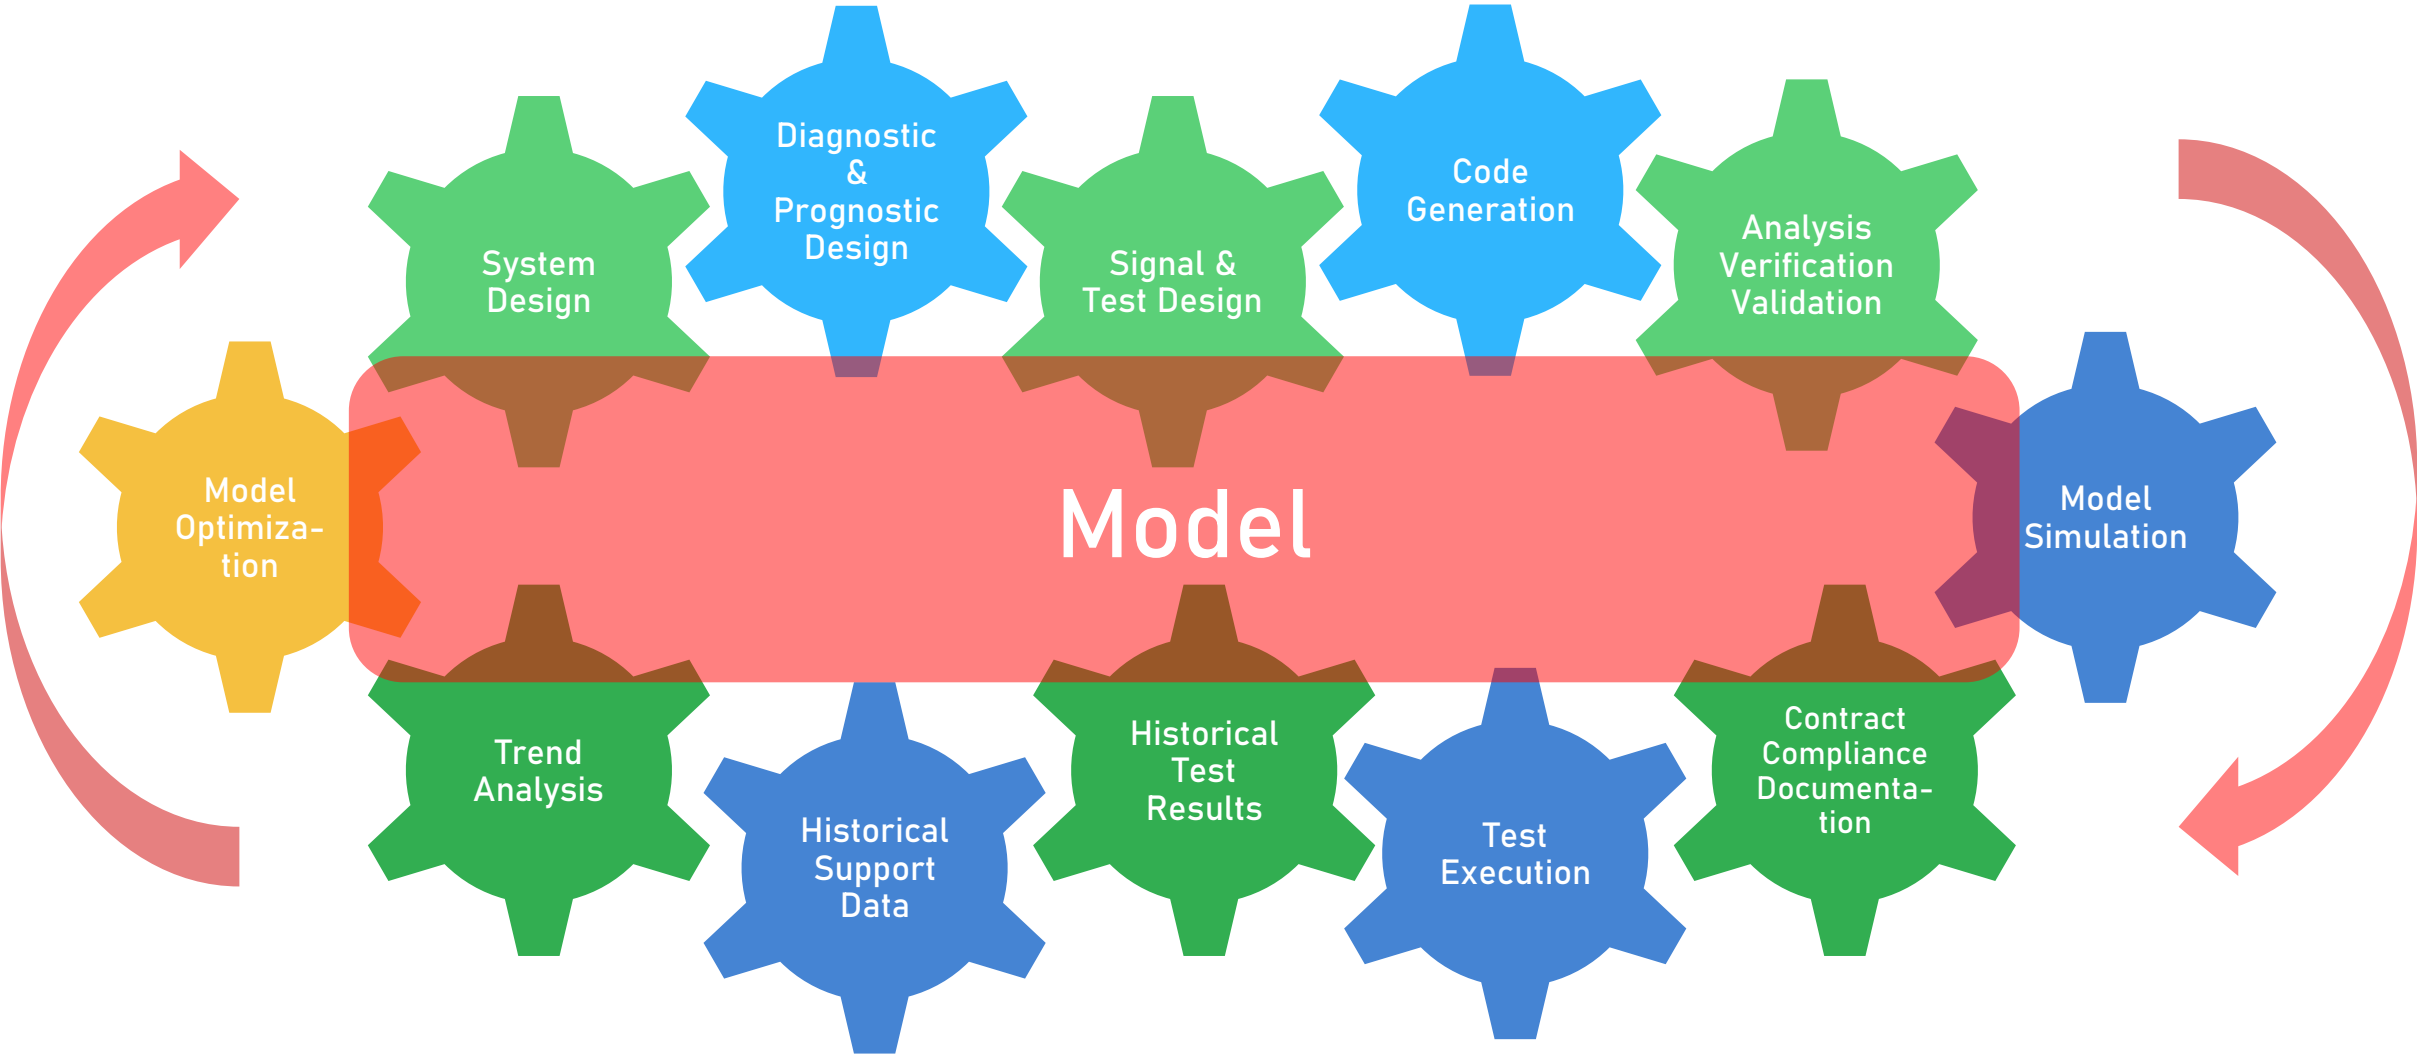 System
Design
Diagnostic
&
Prognostic
Design
Signal &
Test Design
Code
Generation
Analysis
Verification
Validation
Model
Optimiza-
tion
Model
Model
Simulation
Trend
Analysis
Historical
Support
Data
Historical
Test
Results
Test
Execution
Contract
Compliance
Documenta-
tion